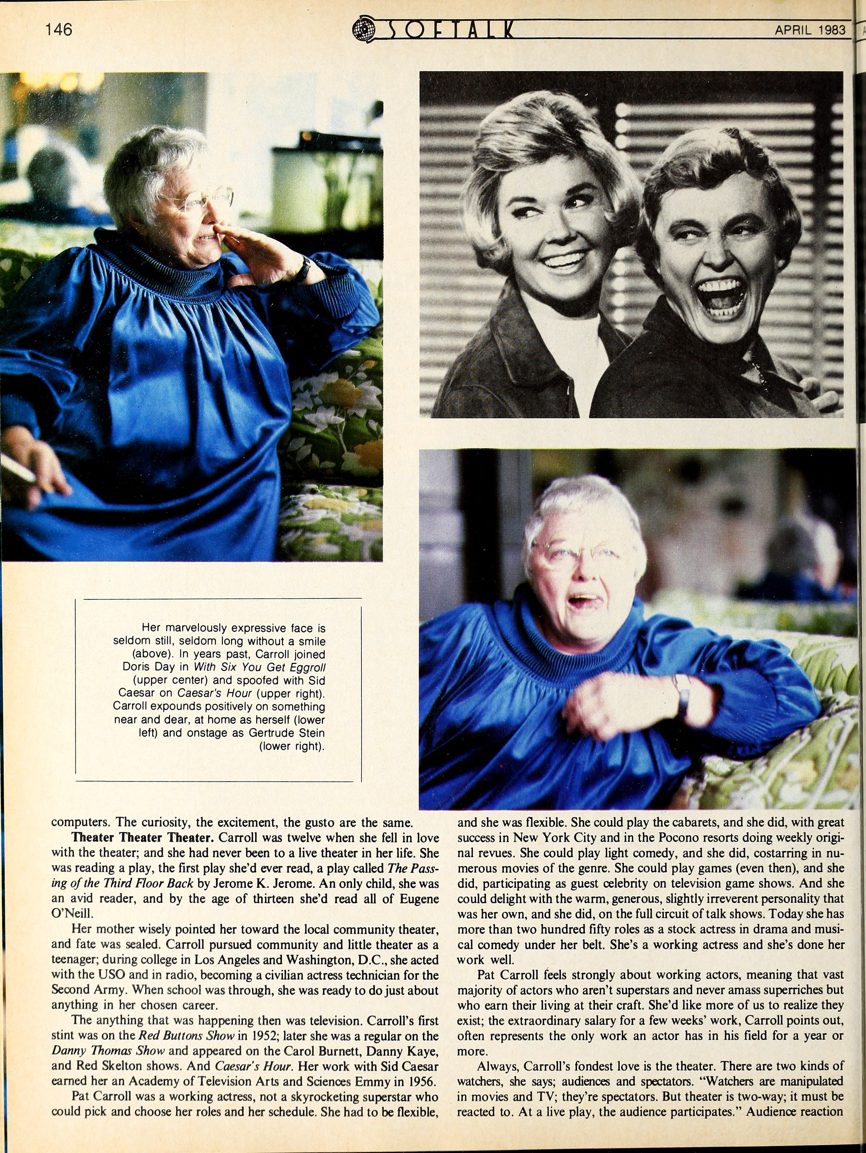 146
SOFTALK
APRIL 1983
Her marvelously expressive face is
seldom still, seldom long without a smile
(above). In years past, Carroll joined
Doris Day in With Six You Get Eggroll
(upper center) and spoofed with Sid
Caesar on Caesar's Hour (upper right).
Carroll expounds positively on something
near and dear, at home as herself (lower
left) and onstage as Gertrude Stein
(lower right).
computers. The curiosity, the excitement, the gusto are the same.
Theater Theater Theater. Carroll was twelve when she fell in love
with the theater; and she had never been to a live theater in her life. She
was reading a play, the first play she'd ever read, a play called The Pass-
ing of the Third Floor Back by Jerome K. Jerome. An only child, she was
an avid reader, and by the age of thirteen she'd read all of Eugene
O'Neill.
Her mother wisely pointed her toward the local community theater,
and fate was sealed. Carroll pursued community and little theater as a
teenager; during college in Los Angeles and Washington, D.C., she acted
with the USO and in radio, becoming a civilian actress technician for the
Second Army. When school was through, she was ready to do just about
anything in her chosen career.
The anything that was happening then was television. Carroll's first
stint was on the Red Buttons Show in 1952; later she was a regular on the
Danny Thomas Show and appeared on the Carol Burnett, Danny Kaye,
and Red Skelton shows. And Caesar's Hour. Her work with Sid Caesar
earned her an Academy of Television Arts and Sciences Emmy in 1956.
Pat Carroll was a working actress, not a skyrocketing superstar who
could pick and choose her roles and her schedule. She had to be flexible,
and she was flexible. She could play the cabarets, and she did, with great
success in New York City and in the Pocono resorts doing weekly origi-
nal revues. She could play light comedy, and she did, costarring in nu-
merous movies of the genre. She could play games (even then), and she
did, participating as guest celebrity on television game shows. And she
could delight with the warm, generous, slightly irreverent personality that
was her own, and she did, on the full circuit of talk shows. Today she has
more than two hundred fifty roles as a stock actress in drama and musi-
cal comedy under her belt. She's a working actress and she's done her
work well.
Pat Carroll feels strongly about working actors, meaning that vast
majority of actors who aren't superstars and never amass superriches but
who earn their living at their craft. She'd like more of us to realize they
exist; the extraordinary salary for a few weeks' work, Carroll points out,
often represents the only work an actor has in his field for a year or
more.
Always, Carroll's fondest love is the theater. There are two kinds of
watchers, she says; audiences and spectators. "Watchers are manipulated
in movies and TV; they're spectators. But theater is two-way; it must be
reacted to. At a live play, the audience participates." Audience reaction